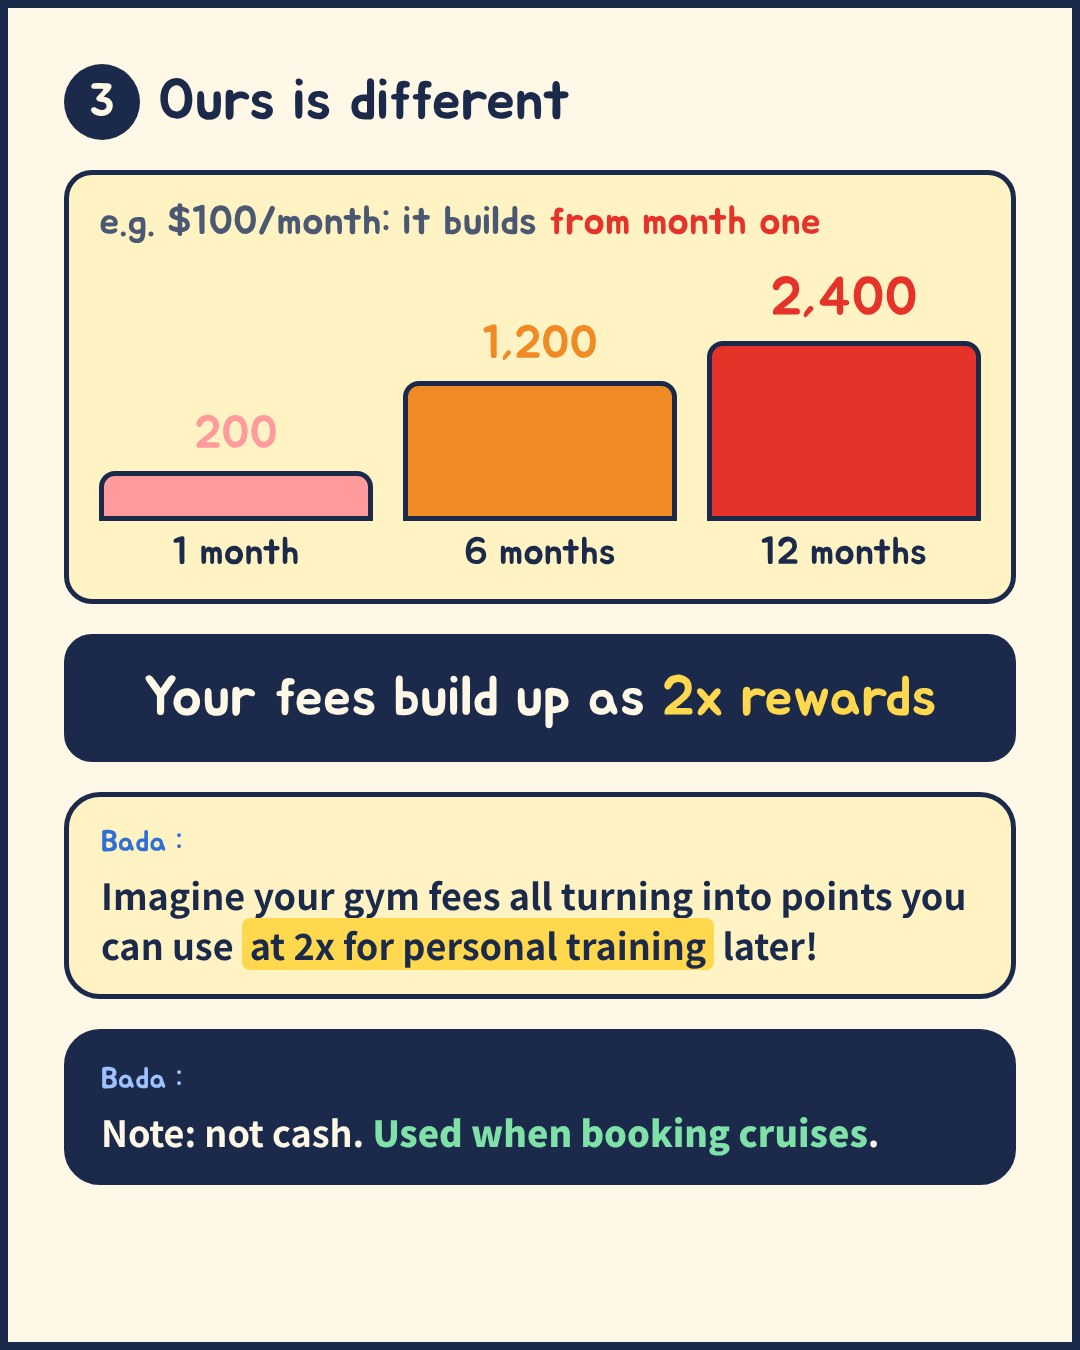 3 Ours is different
e.g. $100/month: it builds from month one
200
1,200
2,400
1 month
6 months
12 months
Your fees build up as 2x rewards
Bada :
Imagine your gym fees all turning into points you
can use at 2x for personal training later!
Bada :
Note: not cash. Used when booking cruises.